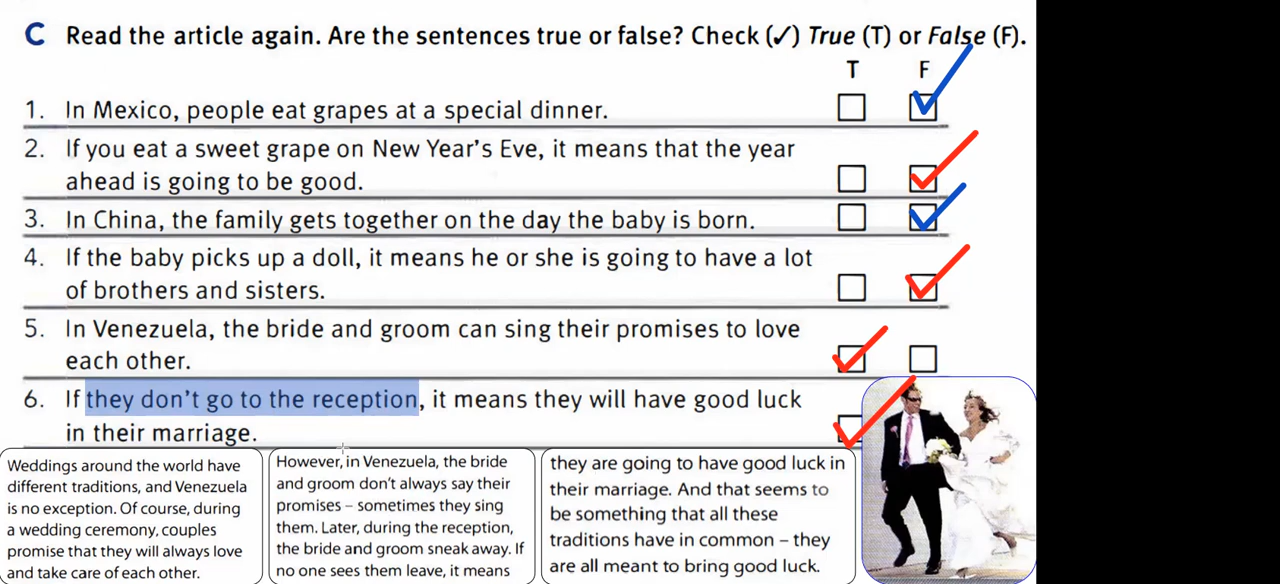 C Read the article again. Are the sentences true or false? Check (✓) True (T) or False (F).
T F
1. In Mexico, people eat grapes at a special dinner.
2. If you eat a sweet grape on New Year's Eve, it means that the year
ahead is going to be good.
3. In China, the family gets together on the day the baby is born.
4. If the baby picks up a doll, it means he or she is going to have a lot
of brothers and sisters.
5. In Venezuela, the bride and groom can sing their promises to love
each other.
6. If they don't go to the reception, it means they will have good luck
in their marriage.
Weddings around the world have
different traditions, and Venezuela
is no exception. Of course, during
a wedding ceremony, couples
promise that they will always love
and take care of each other.
However, in Venezuela, the bride
and groom don't always say their
promises – sometimes they sing
them. Later, during the reception,
the bride and groom sneak away. If
no one sees them leave, it means
they are going to have good luck in
their marriage. And that seems to
be something that all these
traditions have in common – they
are all meant to bring good luck.